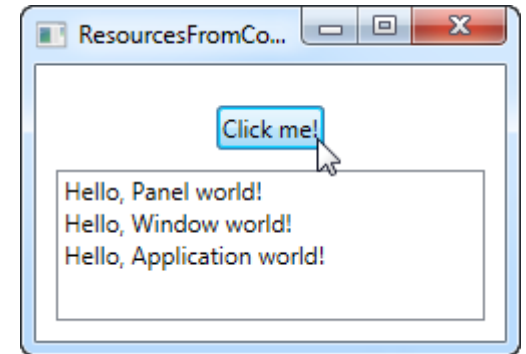 ResourcesFromCo...
Click me!
Hello, Panel world!
Hello, Window world!
Hello, Application world!